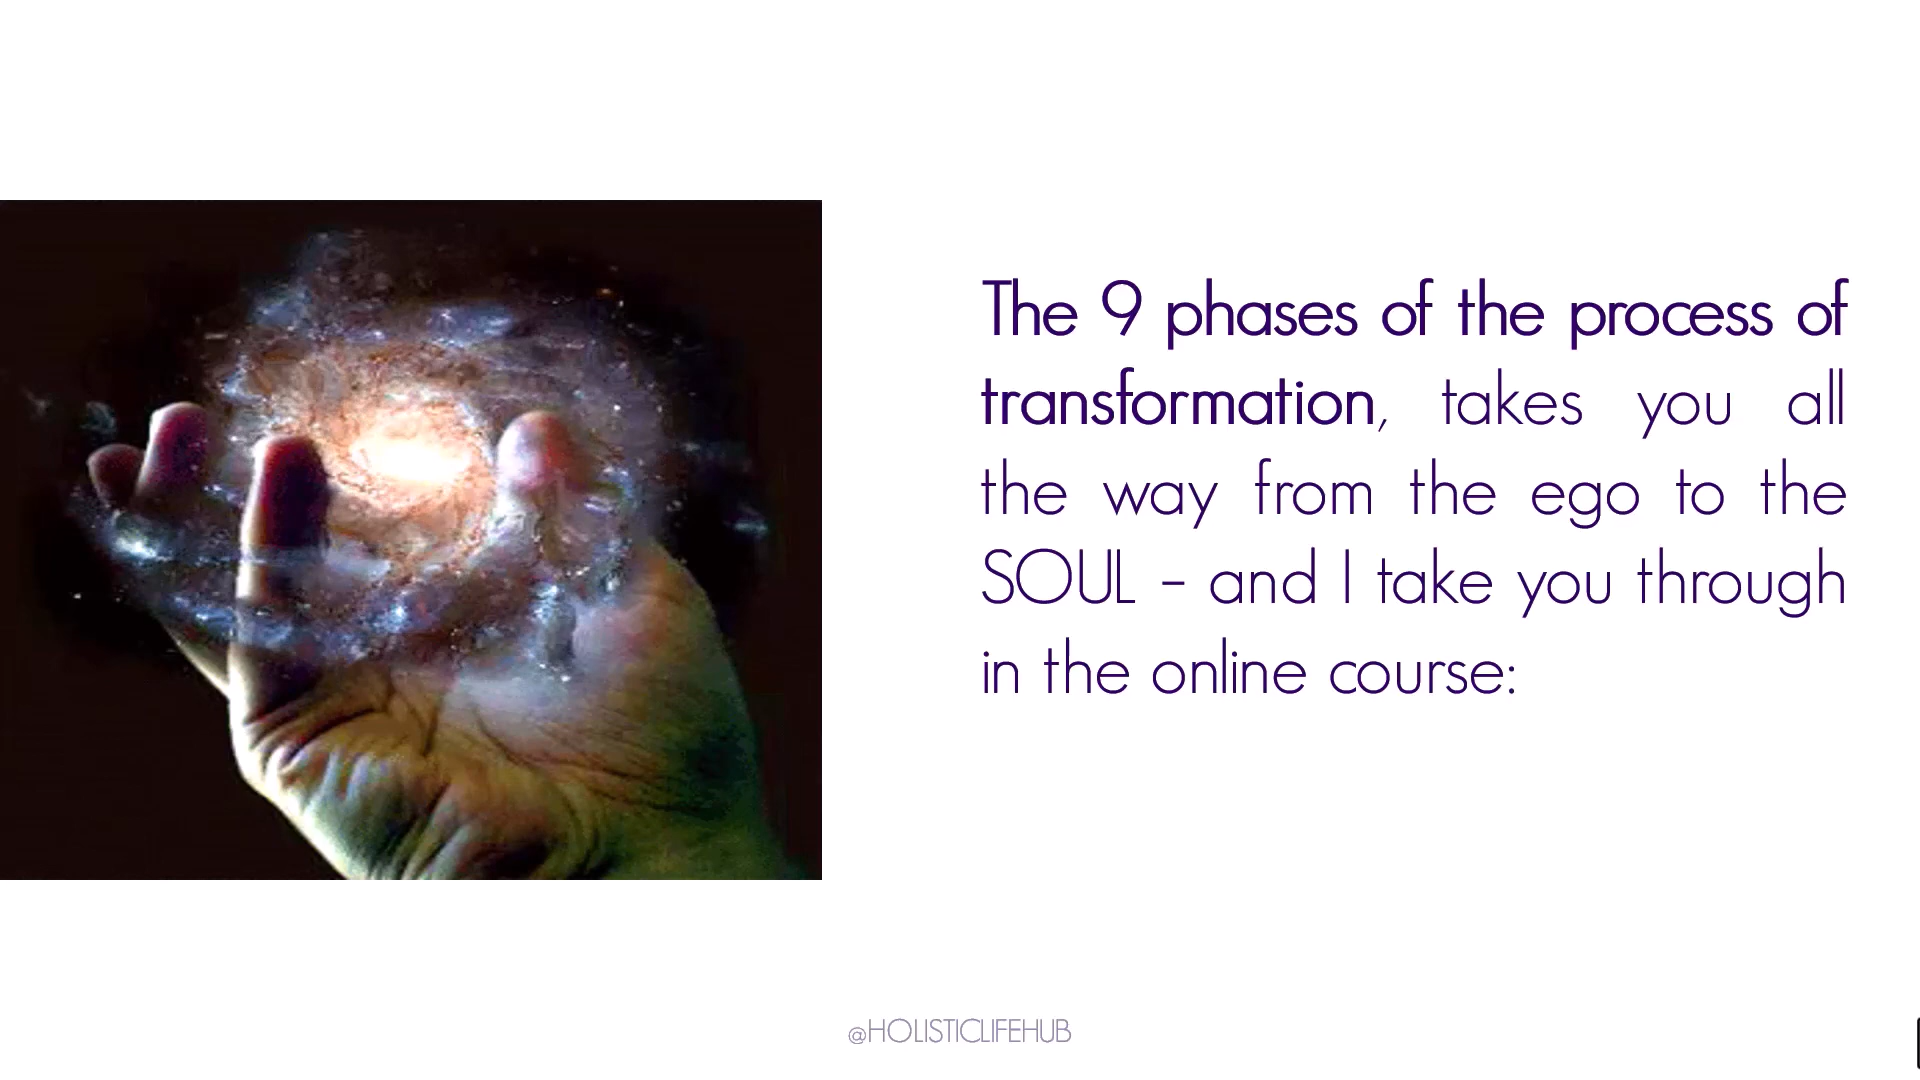 The 9 phases of the process of
transformation, takes you all
the way from the ego to the
SOUL – and I take you through
in the online course:
@HOLISTICLIFEHUB